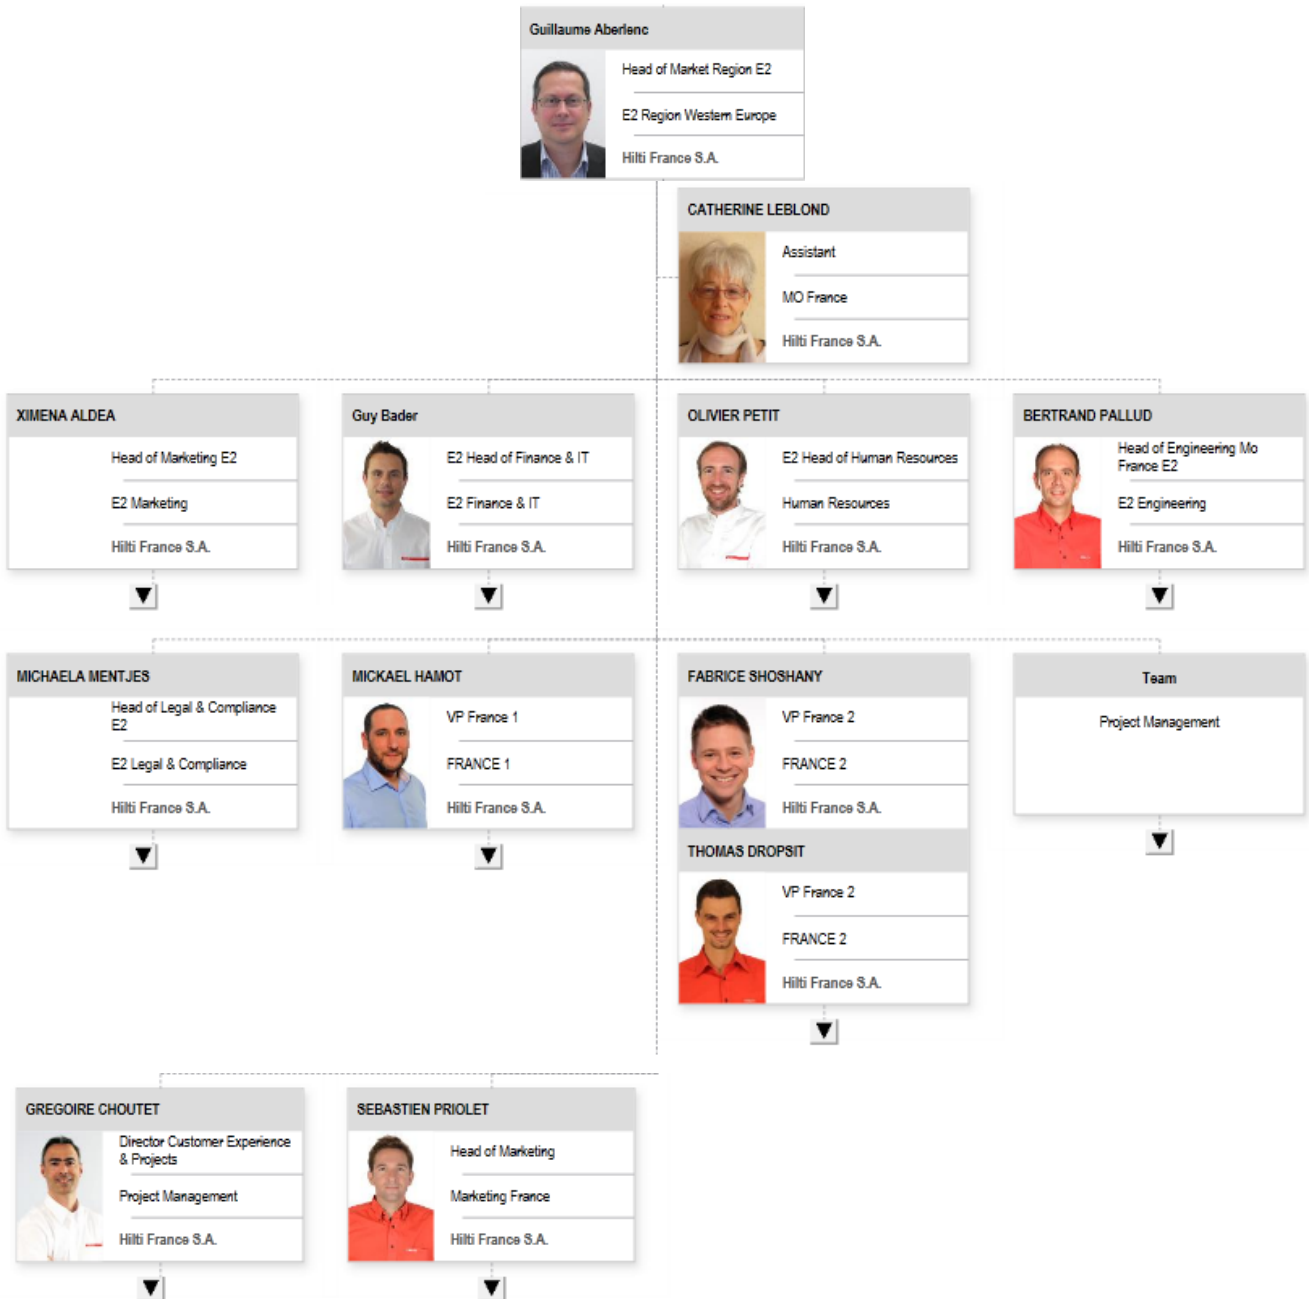 Guillaume Aberlenc
Head of Market Region E2
E2 Region Western Europe
Hilti France S.A.
CATHERINE LEBLOND
Assistant
MO France
Hilti France S.A.
XIMENA ALDEA
Head of Marketing E2
E2 Marketing
Hilti France S.A.
Guy Bader
E2 Head of Finance & IT
E2 Finance & IT
Hilti France S.A.
OLIVIER PETIT
E2 Head of Human Resources
Human Resources
Hilti France S.A.
BERTRAND PALLUD
Head of Engineering Mo
France E2
E2 Engineering
Hilti France S.A.
MICHAELA MENTJES
Head of Legal & Compliance
E2
E2 Legal & Compliance
Hilti France S.A.
MICKAEL HAMOT
VP France 1
FRANCE 1
Hilti France S.A.
FABRICE SHOSHANY
VP France 2
FRANCE 2
Hilti France S.A.
THOMAS DROPSIT
VP France 2
FRANCE 2
Hilti France S.A.
Team
Project Management
GREGOIRE CHOUTET
Director Customer Experience
& Projects
Project Management
Hilti France S.A.
SEBASTIEN PRIOLET
Head of Marketing
Marketing France
Hilti France S.A.